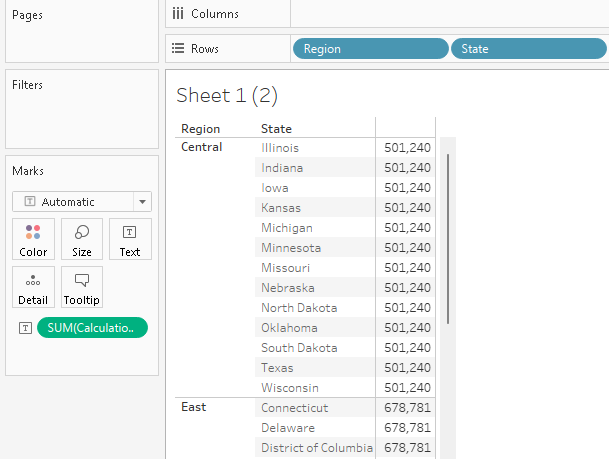 Pages
Columns
Rows Region State
Filters
Sheet 1 (2)
Region State
Central Illinois 501,240
Indiana 501,240
Iowa 501,240
Kansas 501,240
Michigan 501,240
Minnesota 501,240
Missouri 501,240
Nebraska 501,240
North Dakota 501,240
Oklahoma 501,240
South Dakota 501,240
Texas 501,240
Wisconsin 501,240
East Connecticut 678,781
Delaware 678,781
District of Columbia 678,781
Marks
T Automatic
Color Size Text
Detail Tooltip
T SUM(Calculatio..